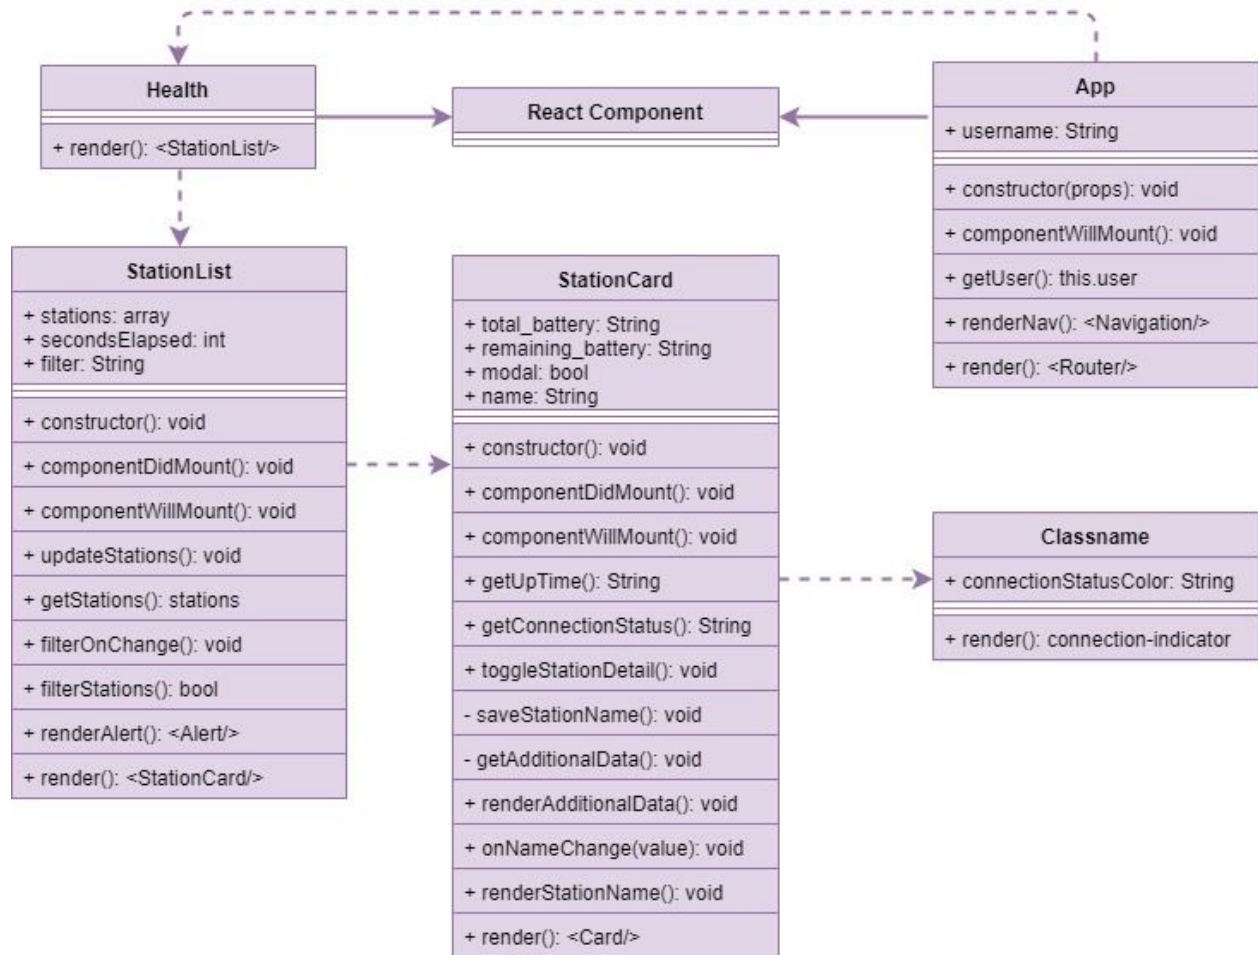 Health
+ render(): <StationList/>
React Component
App
+ username: String
+ constructor(props): void
+ componentWillMount(): void
+ getUser(): this.user
+ renderNav(): <Navigation/>
+ render(): <Router/>
StationList
+ stations: array
+ secondsElapsed: int
+ filter: String
+ constructor(): void
+ componentDidMount(): void
+ componentWillMount(): void
+ updateStations(): void
+ getStations(): stations
+ filterOnChange(): void
+ filterStations(): bool
+ renderAlert(): <Alert/>
+ render(): <StationCard/>
StationCard
+ total_battery: String
+ remaining_battery: String
+ modal: bool
+ name: String
+ constructor(): void
+ componentDidMount(): void
+ componentWillMount(): void
+ getUpTime(): String
+ getConnectionStatus(): String
+ toggleStationDetail(): void
- saveStationName(): void
- getAdditionalData(): void
+ renderAdditionalData(): void
+ onNameChange(value): void
+ renderStationName(): void
+ render(): <Card/>
Classname
+ connectionStatusColor: String
+ render(): connection-indicator